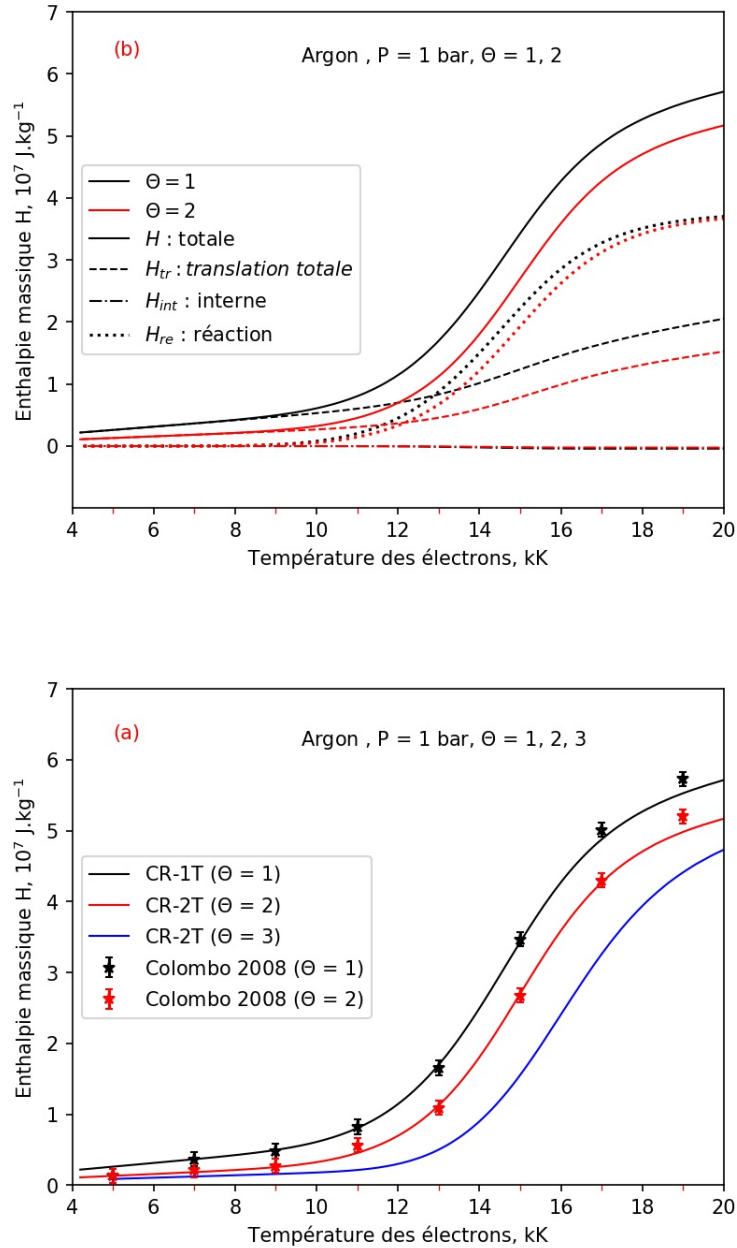 7
6
5
4
3
2
1
0
Enthalpie massique H, 10⁷ J.kg⁻¹
(b)
Argon , P = 1 bar, Θ = 1, 2
Θ = 1
Θ = 2
H : totale
H_tr : translation totale
H_int : interne
H_re : réaction
4 6 8 10 12 14 16 18 20
Température des électrons, kK
7
6
5
4
3
2
1
0
Enthalpie massique H, 10⁷ J.kg⁻¹
(a)
Argon , P = 1 bar, Θ = 1, 2, 3
CR-1T (Θ = 1)
CR-2T (Θ = 2)
CR-2T (Θ = 3)
Colombo 2008 (Θ = 1)
Colombo 2008 (Θ = 2)
4 6 8 10 12 14 16 18 20
Température des électrons, kK